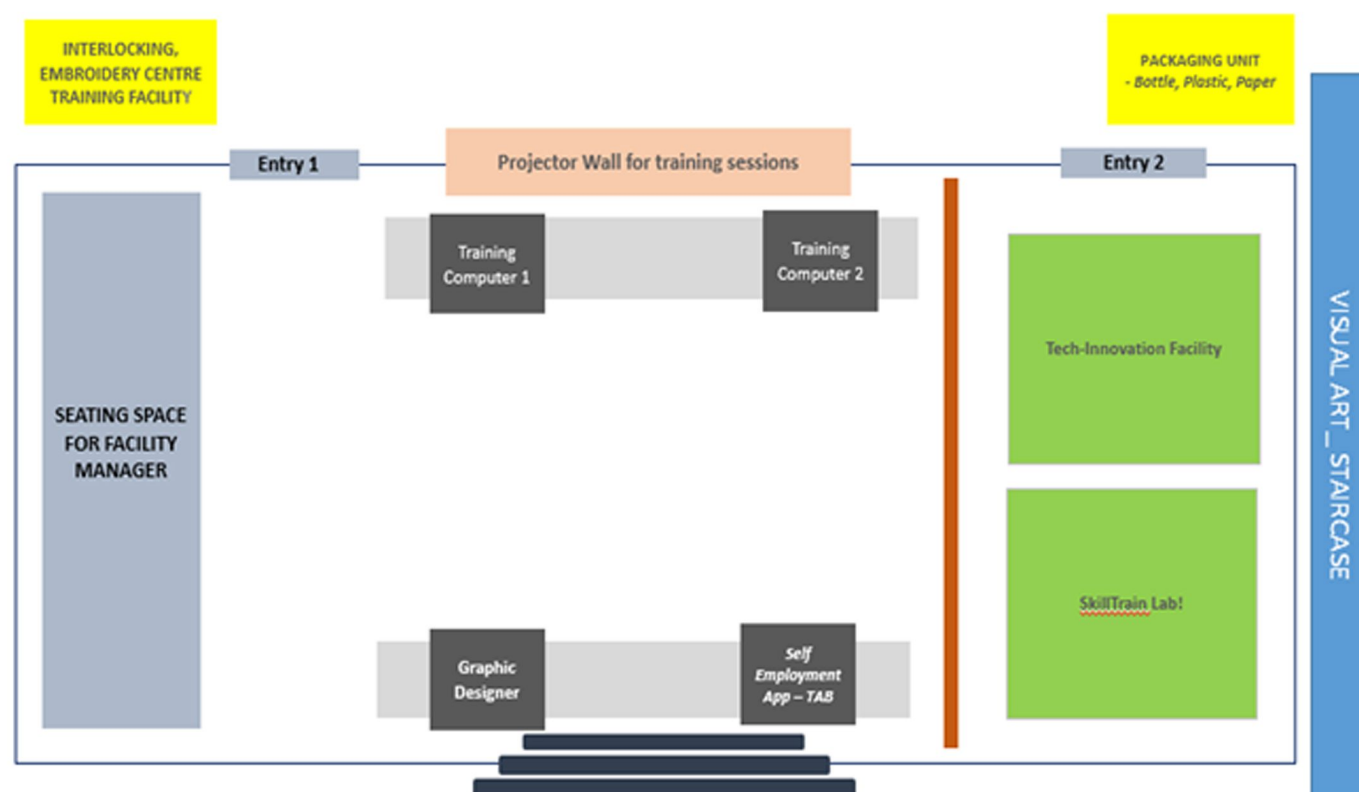 INTERLOCKING,
EMBROIDERY CENTRE
TRAINING FACILITY
PACKAGING UNIT
- Bottle, Plastic, Paper
Entry 1
Projector Wall for training sessions
Entry 2
Training
Computer 1
Training
Computer 2
Tech-Innovation Facility
SEATING SPACE
FOR FACILITY
MANAGER
VISUAL ART_ STAIRCASE
SkillTrain Lab!
Graphic
Designer
Self
Employment
App – TAB